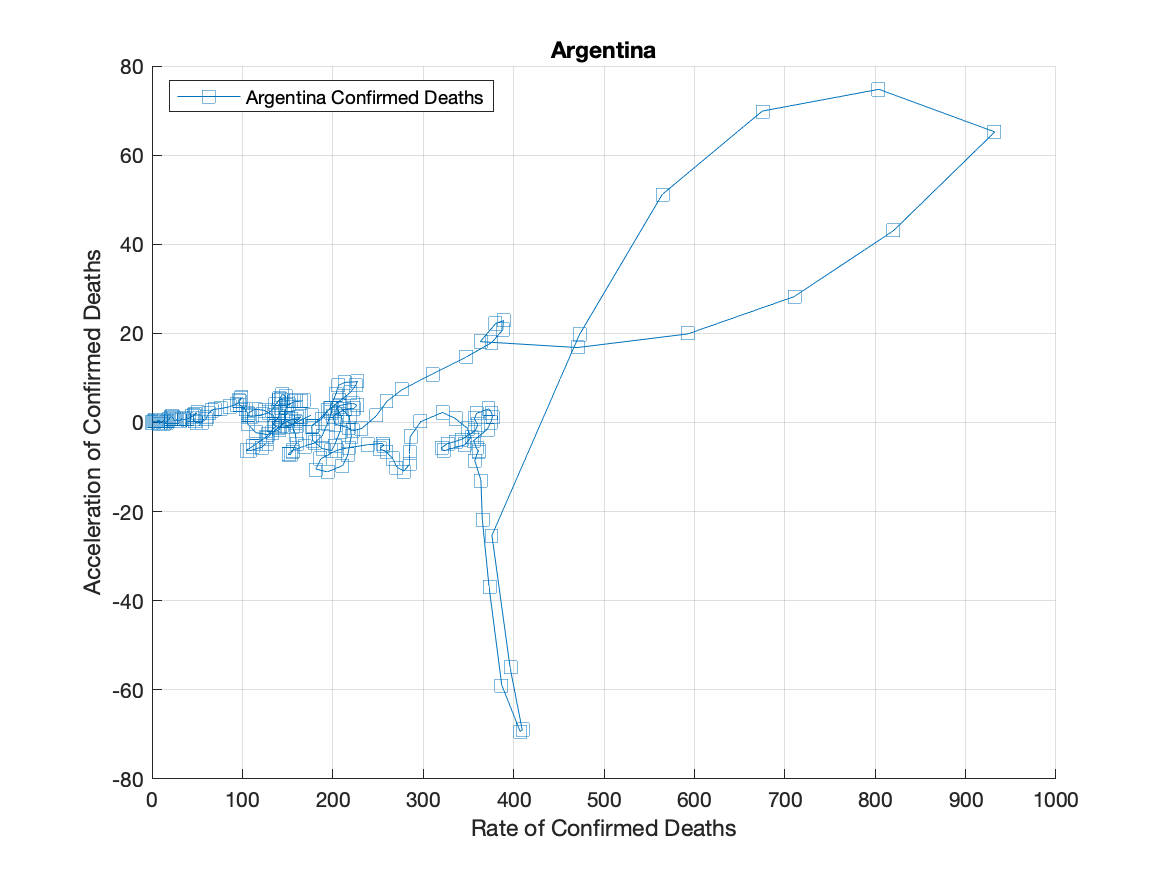 Argentina
Argentina Confirmed Deaths
80
60
40
20
0
-20
-40
-60
-80
Acceleration of Confirmed Deaths
0 100 200 300 400 500 600 700 800 900 1000
Rate of Confirmed Deaths